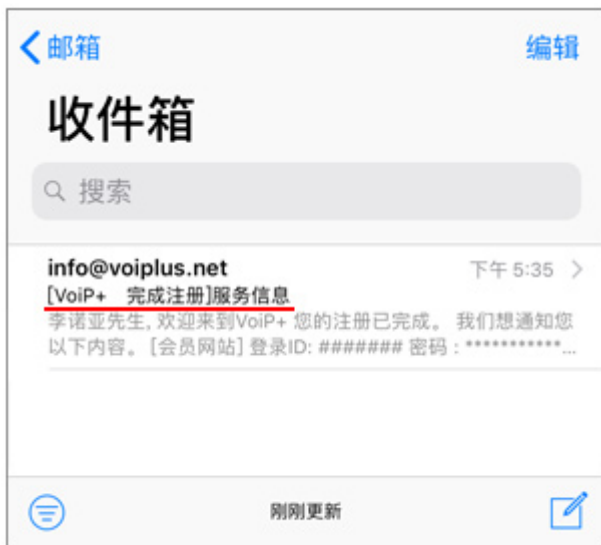 邮箱
编辑
收件箱
搜索
info@voiplus.net 下午 5:35
[VoiP+　完成注册]服务信息
李诺亚先生, 欢迎来到VoiP+ 您的注册已完成。 我们想通知您
以下内容。 [会员网站] 登录ID: ####### 密码 : ***********...
刚刚更新